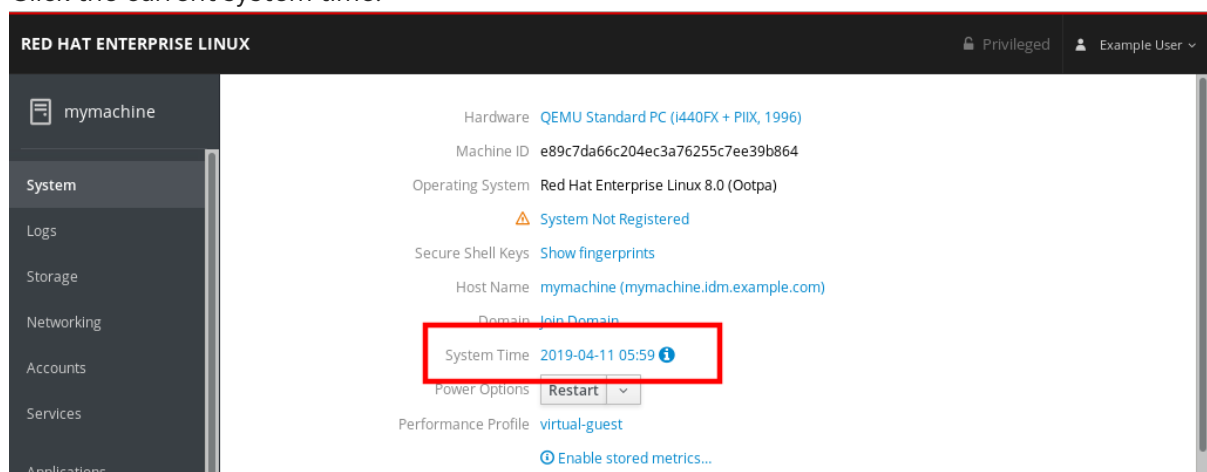 Click the current system time.
RED HAT ENTERPRISE LINUX
Privileged
Example User
mymachine
System
Logs
Storage
Networking
Accounts
Services
Applications
Hardware QEMU Standard PC (i440FX + PIIX, 1996)
Machine ID e89c7da66c204ec3a76255c7ee39b864
Operating System Red Hat Enterprise Linux 8.0 (Ootpa)
System Not Registered
Secure Shell Keys Show fingerprints
Host Name mymachine (mymachine.idm.example.com)
Domain Join Domain
System Time 2019-04-11 05:59
Power Options Restart
Performance Profile virtual-guest
Enable stored metrics...